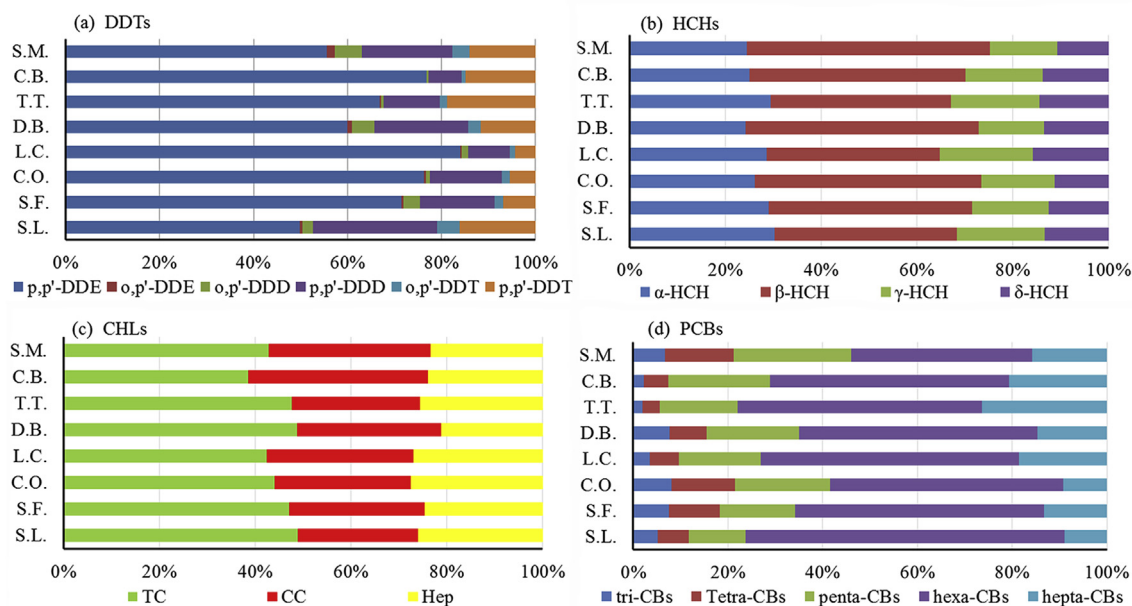 (a) DDTs
S.M.
C.B.
T.T.
D.B.
L.C.
C.O.
S.F.
S.L.
0% 20% 40% 60% 80% 100%
p,p'-DDE o,p'-DDE o,p'-DDD p,p'-DDD o,p'-DDT p,p'-DDT
(b) HCHs
S.M.
C.B.
T.T.
D.B.
L.C.
C.O.
S.F.
S.L.
0% 20% 40% 60% 80% 100%
α-HCH β-HCH γ-HCH δ-HCH
(c) CHLs
S.M.
C.B.
T.T.
D.B.
L.C.
C.O.
S.F.
S.L.
0% 20% 40% 60% 80% 100%
TC CC Hep
(d) PCBs
S.M.
C.B.
T.T.
D.B.
L.C.
C.O.
S.F.
S.L.
0% 20% 40% 60% 80% 100%
tri-CBs Tetra-CBs penta-CBs hexa-CBs hepta-CBs